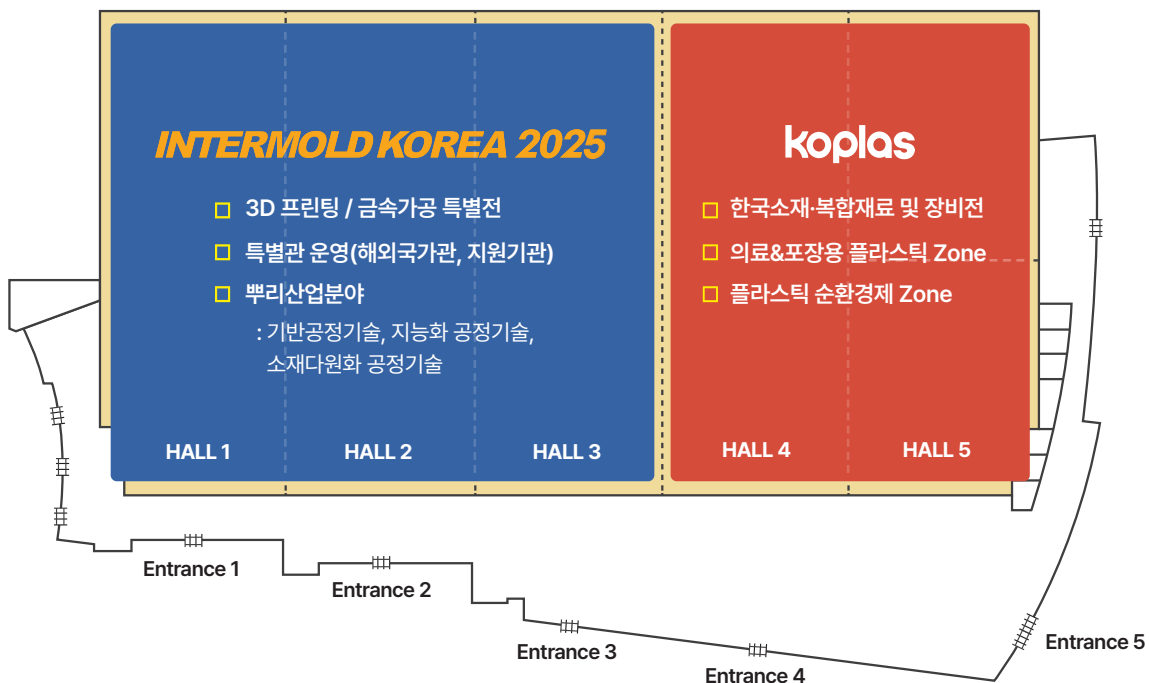 INTERMOLD KOREA 2025
3D 프린팅 / 금속가공 특별전
특별관 운영(해외국가관, 지원기관)
뿌리산업분야
: 기반공정기술, 지능화 공정기술,
소재다원화 공정기술
HALL 1
HALL 2
HALL 3
koplas
한국소재·복합재료 및 장비전
의료&포장용 플라스틱 Zone
플라스틱 순환경제 Zone
HALL 4
HALL 5
Entrance 1
Entrance 2
Entrance 3
Entrance 4
Entrance 5